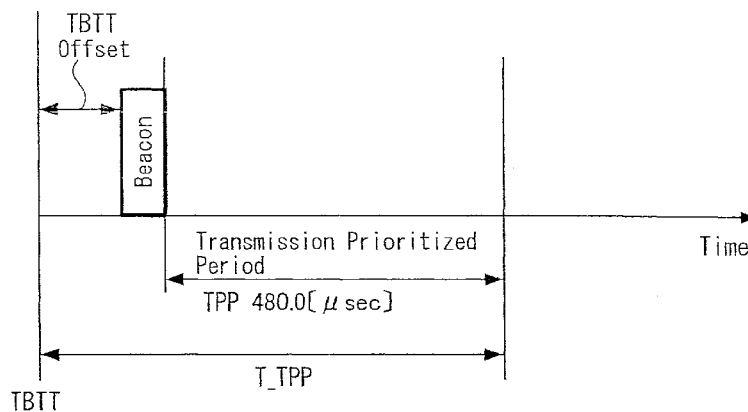 TBTT
Offset
Beacon
Time
Transmission Prioritized
Period
TPP 480.0[μsec]
T_TPP
TBTT